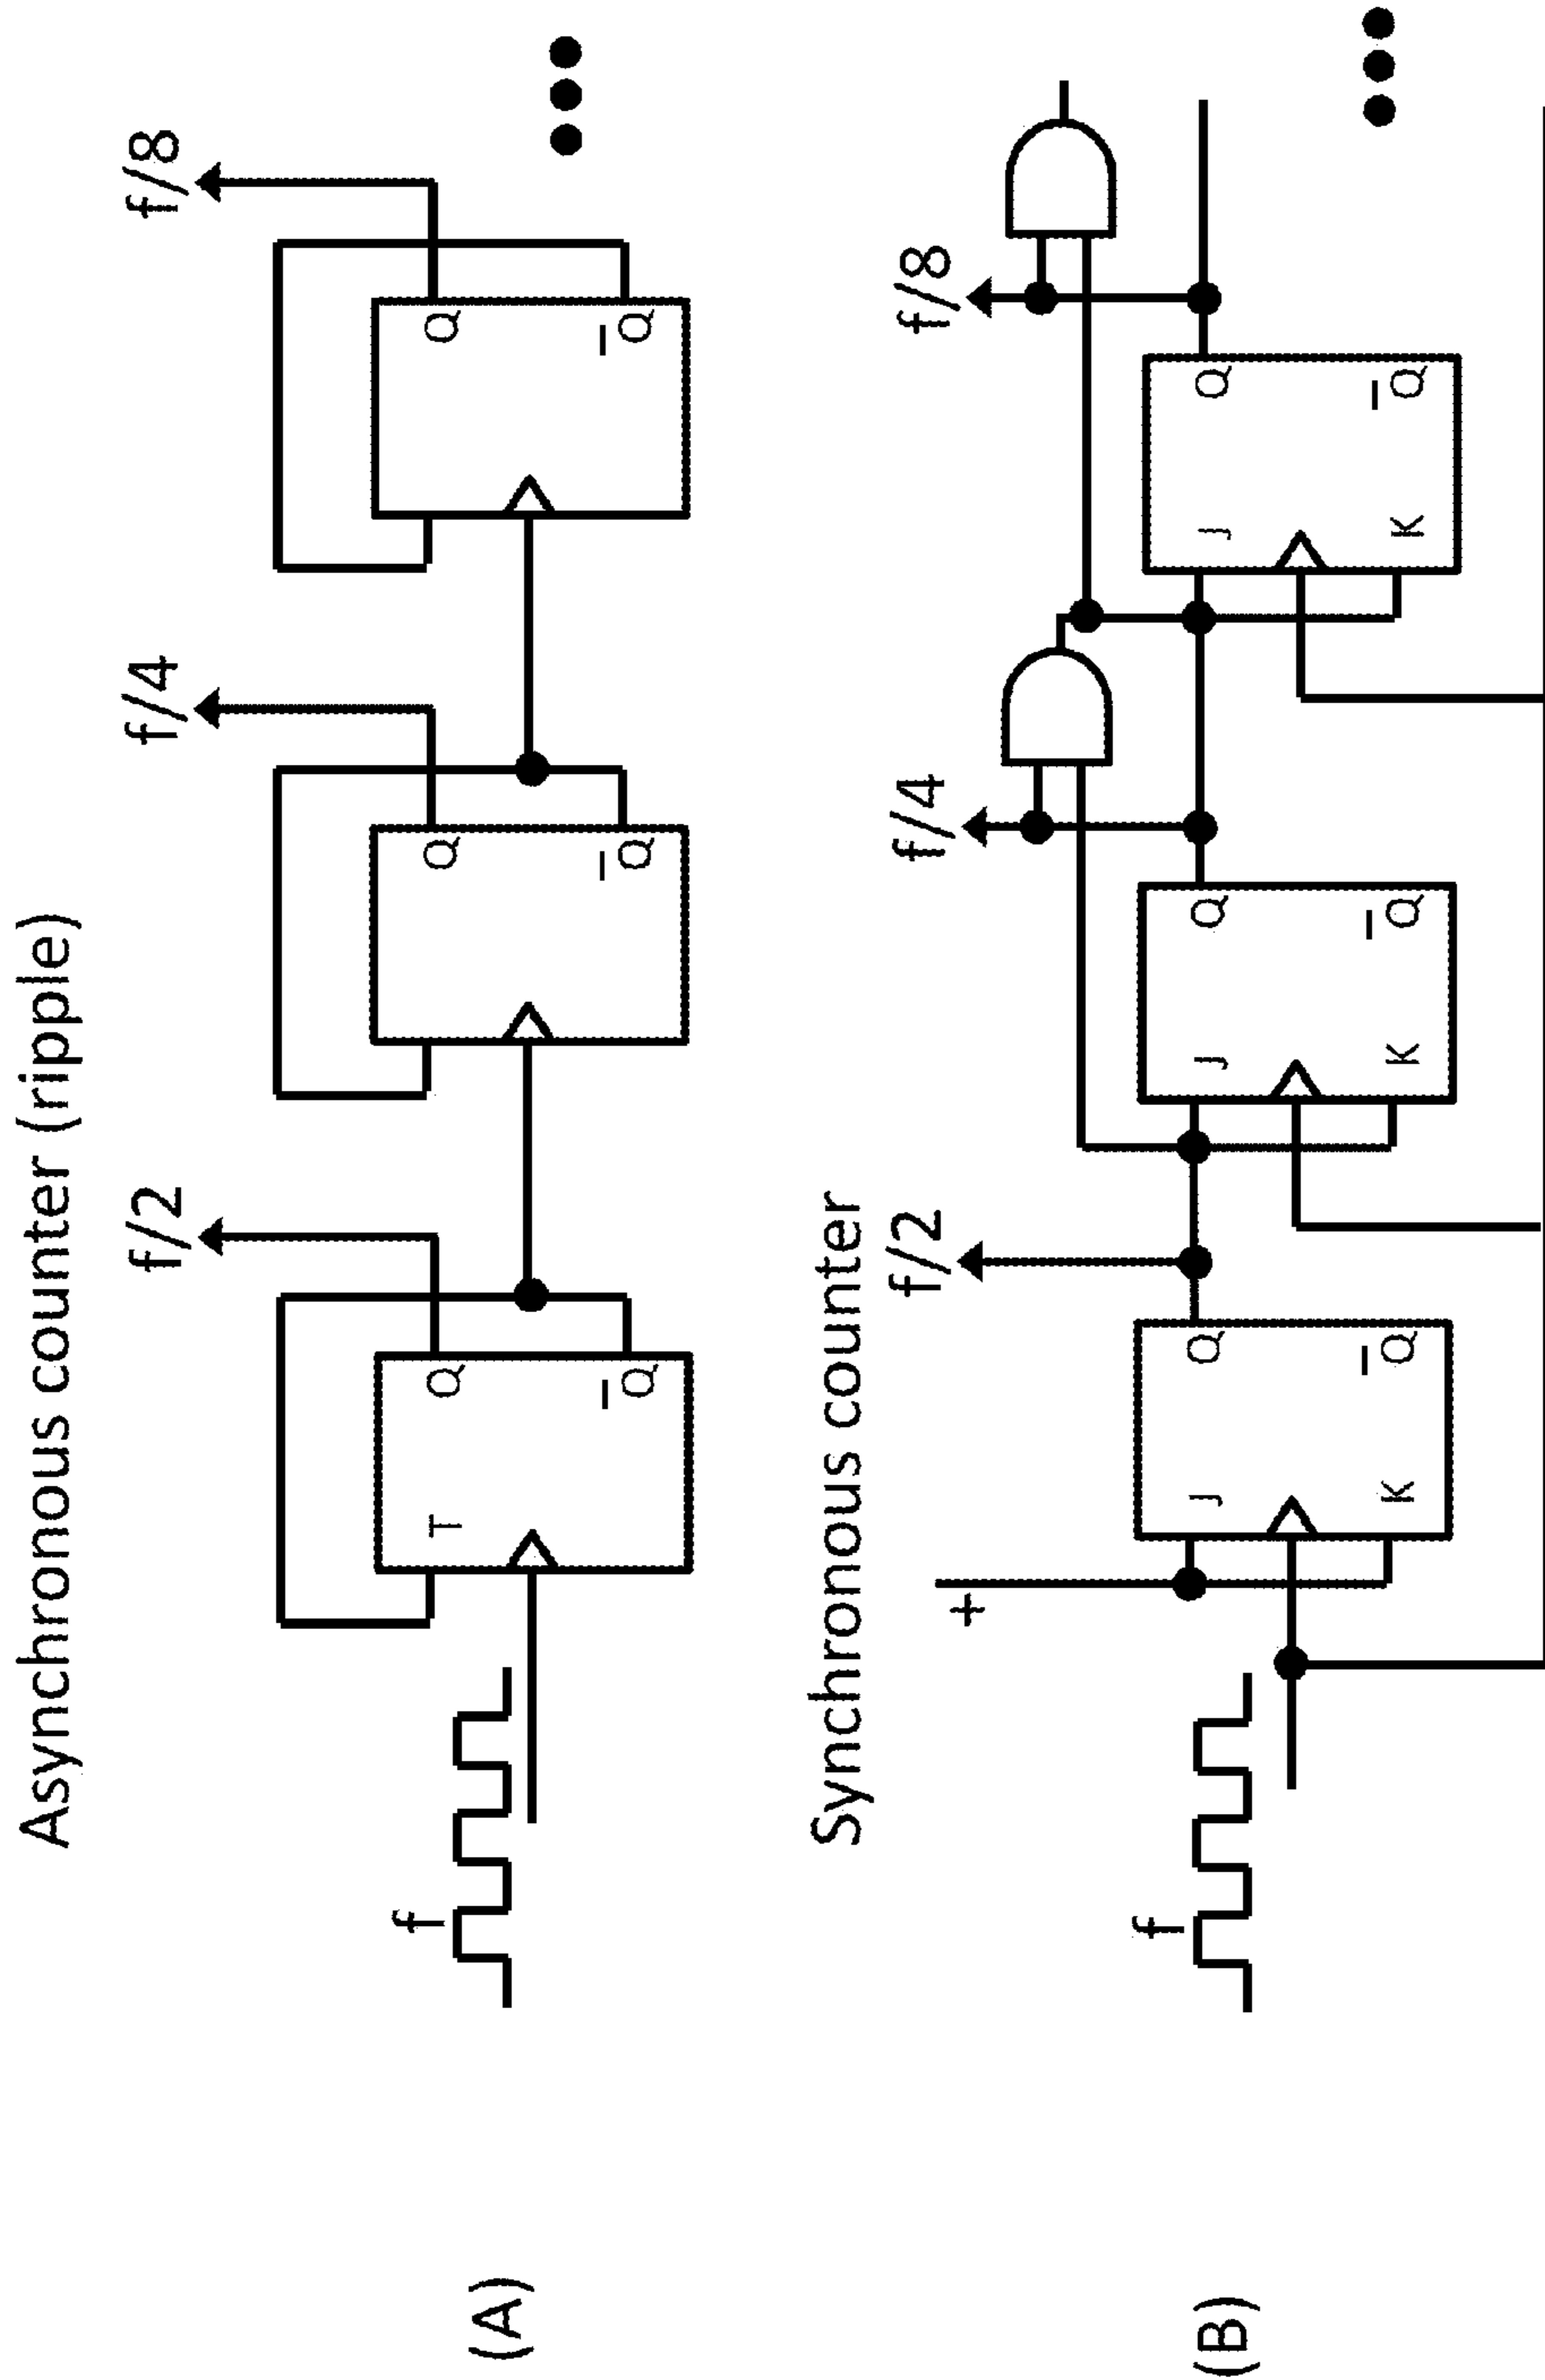 Asynchronous counter (ripple)
f/2
f/4
f/8
f
T
Q
Q
Q
Q̅
Q̅
Q̅
(A)
Synchronous counter
f/2
f/4
f/8
+
f
J
Q
J
Q
J
Q
K
Q̅
K
Q̅
K
Q̅
(B)